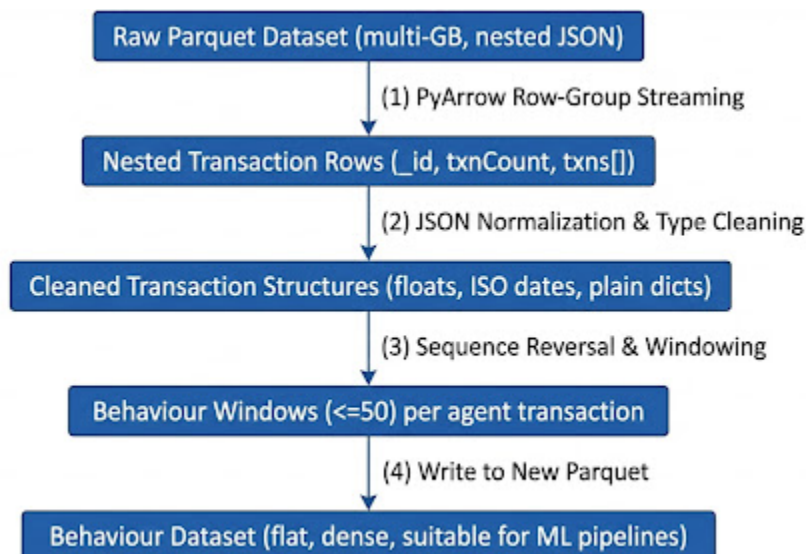 Raw Parquet Dataset (multi-GB, nested JSON)
(1) PyArrow Row-Group Streaming
Nested Transaction Rows (_id, txnCount, txns[])
(2) JSON Normalization & Type Cleaning
Cleaned Transaction Structures (floats, ISO dates, plain dicts)
(3) Sequence Reversal & Windowing
Behaviour Windows (<=50) per agent transaction
(4) Write to New Parquet
Behaviour Dataset (flat, dense, suitable for ML pipelines)